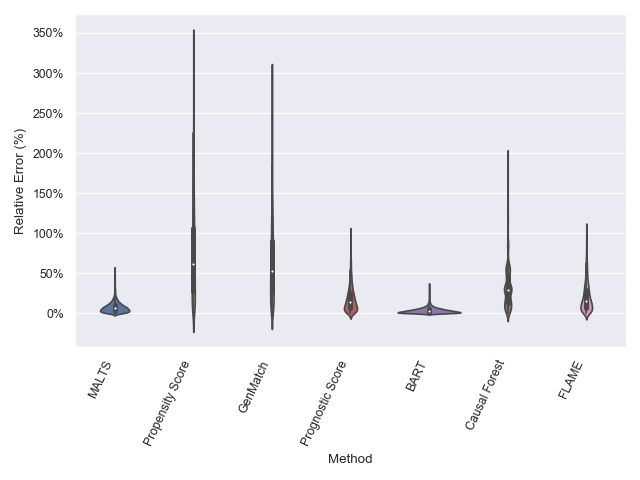 350%
300%
250%
200%
150%
100%
50%
0%
Relative Error (%)
MALTS
Propensity Score
GenMatch
Prognostic Score
BART
Causal Forest
FLAME
Method